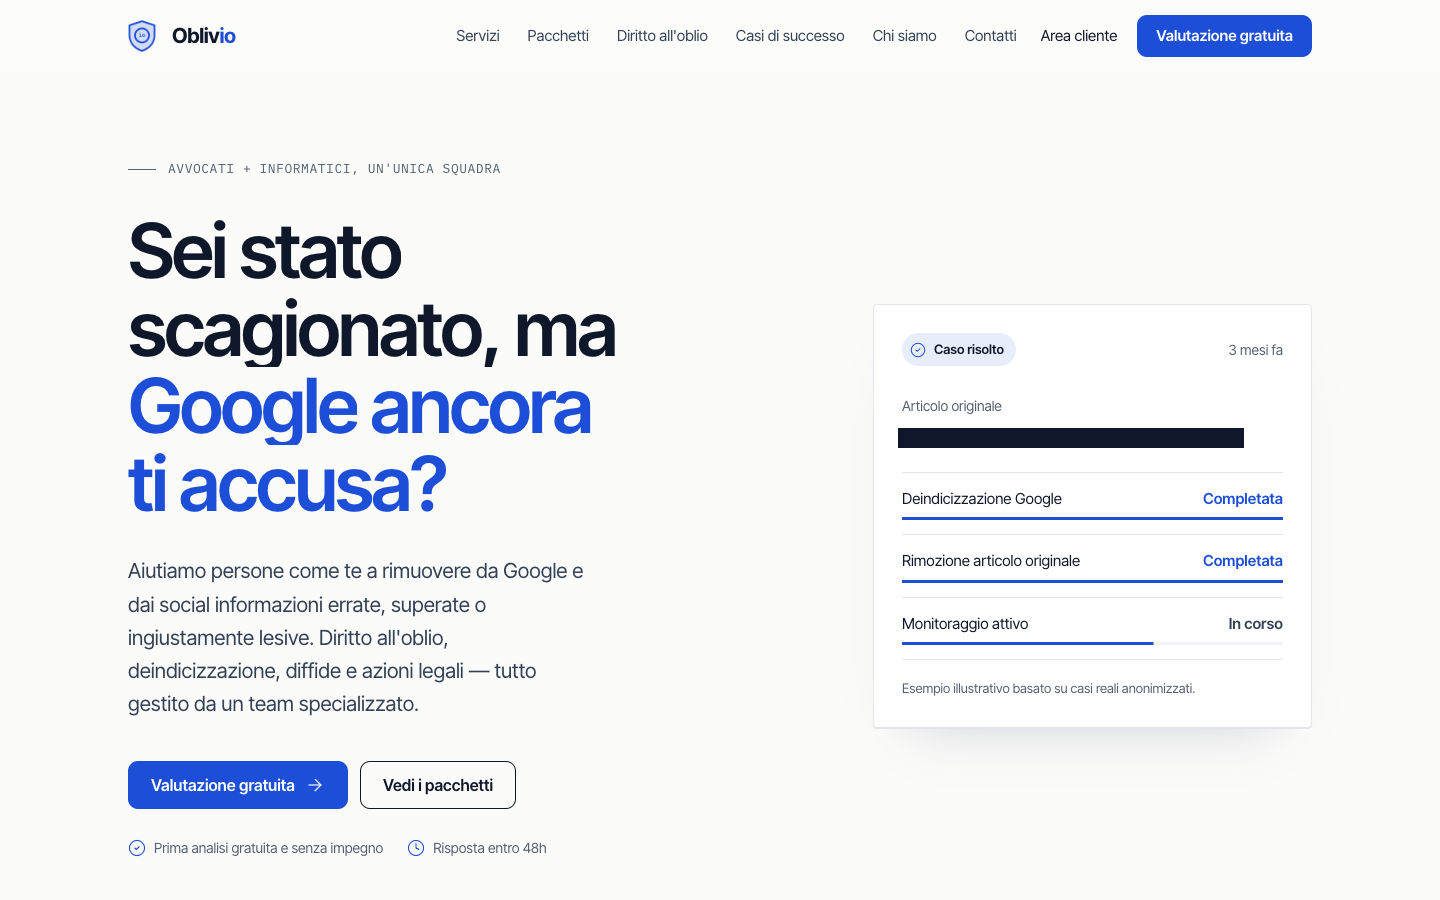 Oblivio
Servizi
Pacchetti
Diritto all'oblio
Casi di successo
Chi siamo
Contatti
Area cliente
Valutazione gratuita
AVVOCATI + INFORMATICI, UN'UNICA SQUADRA
Sei stato
scagionato, ma
Google ancora
ti accusa?
Aiutiamo persone come te a rimuovere da Google e
dai social informazioni errate, superate o
ingiustamente lesive. Diritto all'oblio,
deindicizzazione, diffide e azioni legali — tutto
gestito da un team specializzato.
Valutazione gratuita
Vedi i pacchetti
Prima analisi gratuita e senza impegno
Risposta entro 48h
Caso risolto
3 mesi fa
Articolo originale
Deindicizzazione Google
Completata
Rimozione articolo originale
Completata
Monitoraggio attivo
In corso
Esempio illustrativo basato su casi reali anonimizzati.